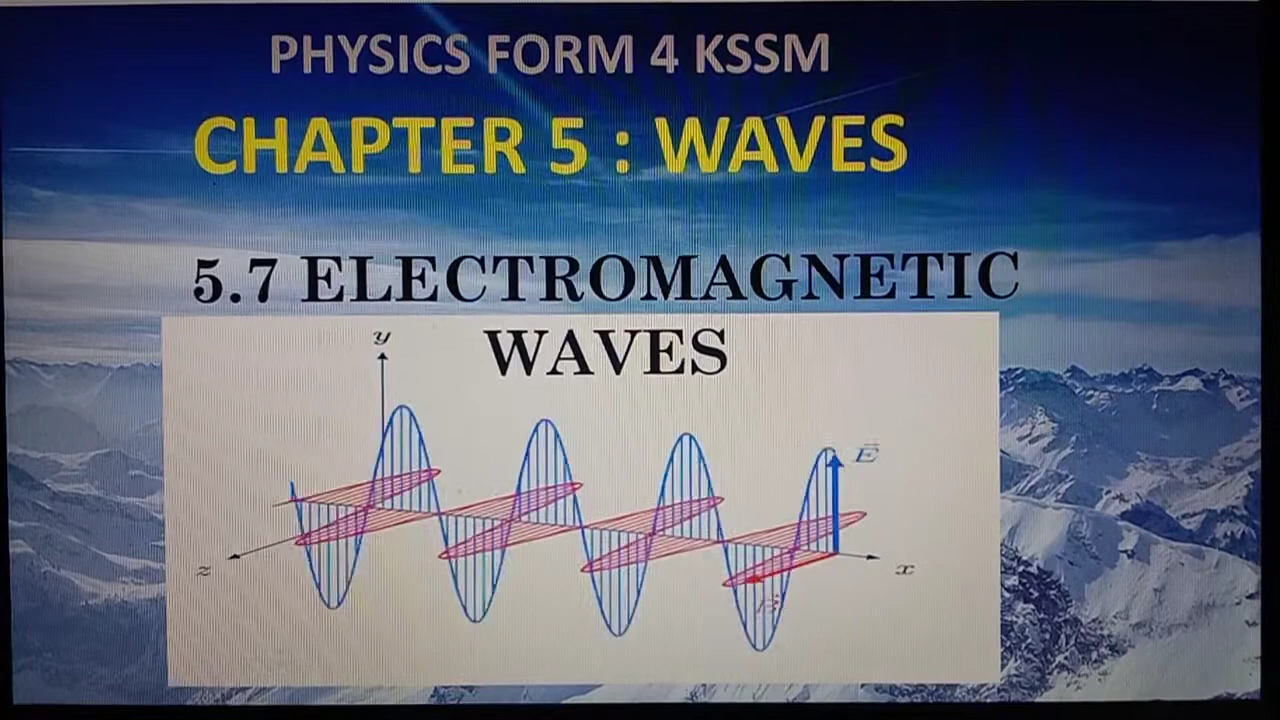 PHYSICS FORM 4 KSSM
CHAPTER 5 : WAVES
5.7 ELECTROMAGNETIC
WAVES
y
E
z
x
B